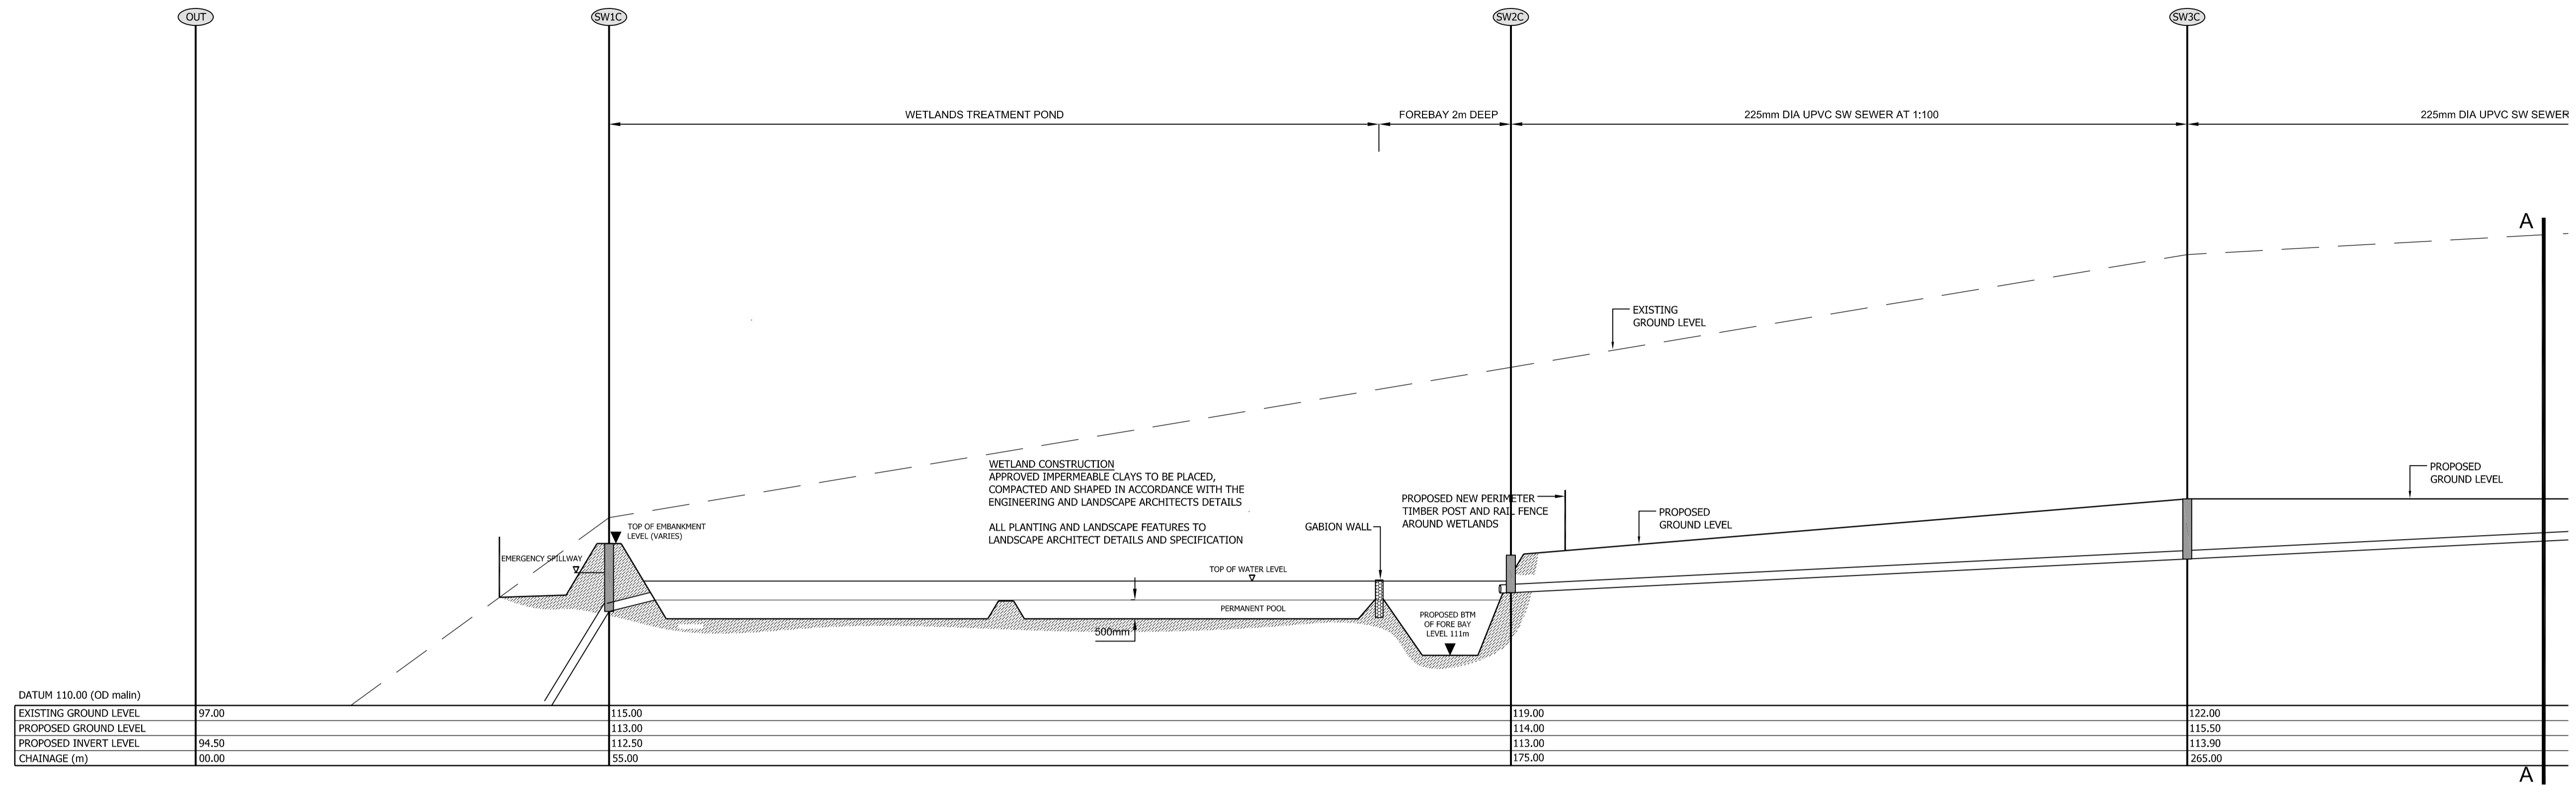 OUT
SW1C
SW2C
SW3C
WETLANDS TREATMENT POND
FOREBAY 2m DEEP
225mm DIA UPVC SW SEWER AT 1:100
225mm DIA UPVC SW SEWER
A
EXISTING
GROUND LEVEL
WETLAND CONSTRUCTION
APPROVED IMPERMEABLE CLAYS TO BE PLACED,
COMPACTED AND SHAPED IN ACCORDANCE WITH THE
ENGINEERING AND LANDSCAPE ARCHITECTS DETAILS
ALL PLANTING AND LANDSCAPE FEATURES TO
LANDSCAPE ARCHITECT DETAILS AND SPECIFICATION
PROPOSED
GROUND LEVEL
PROPOSED NEW PERIMETER
TIMBER POST AND RAIL FENCE
AROUND WETLANDS
PROPOSED
GROUND LEVEL
GABION WALL
TOP OF EMBANKMENT
LEVEL (VARIES)
EMERGENCY SPILLWAY
TOP OF WATER LEVEL
PERMANENT POOL
500mm
PROPOSED BTM
OF FORE BAY
LEVEL 111m
DATUM 110.00 (OD malin)
EXISTING GROUND LEVEL 97.00 115.00 119.00 122.00
PROPOSED GROUND LEVEL 113.00 114.00 115.50
PROPOSED INVERT LEVEL 94.50 112.50 113.00 113.90
CHAINAGE (m) 00.00 55.00 175.00 265.00
A